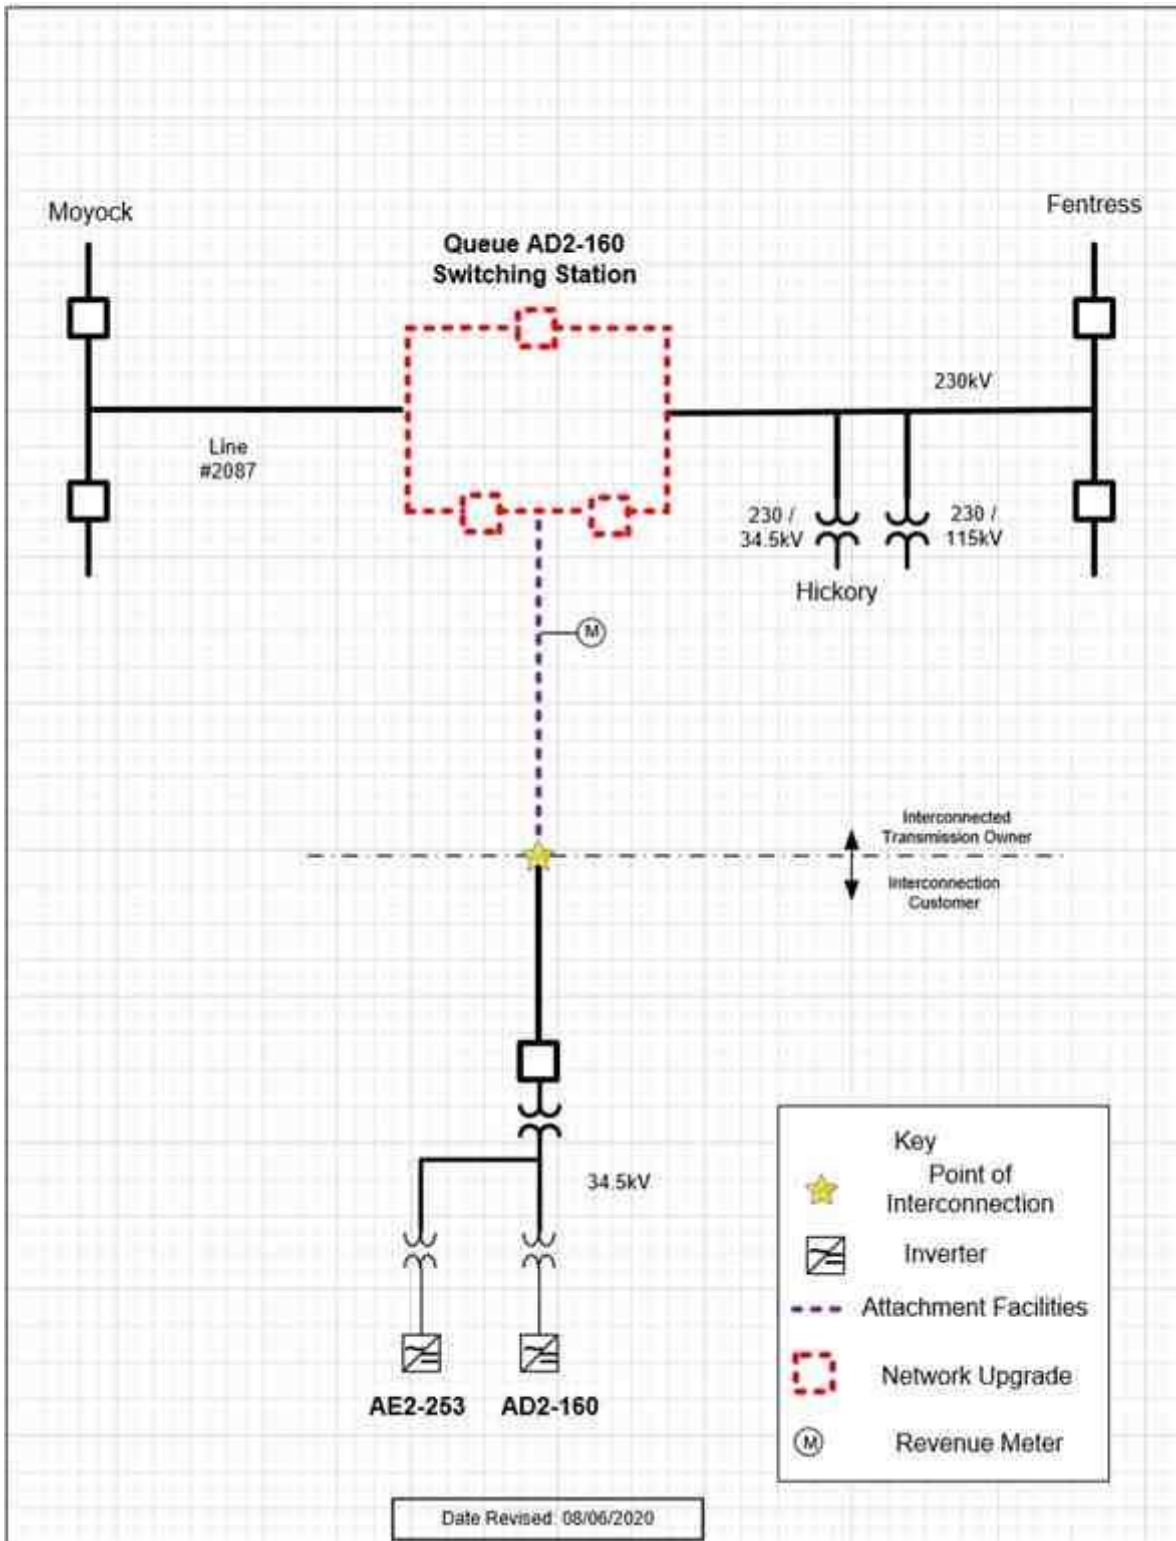 Moyock
Fentress
Queue AD2-160
Switching Station
230kV
Line
#2087
230 /
34.5kV
230 /
115kV
Hickory
M
Interconnected
Transmission Owner
Interconnection
Customer
34.5kV
AE2-253
AD2-160
Key
Point of
Interconnection
Inverter
Attachment Facilities
Network Upgrade
M
Revenue Meter
Date Revised: 08/06/2020